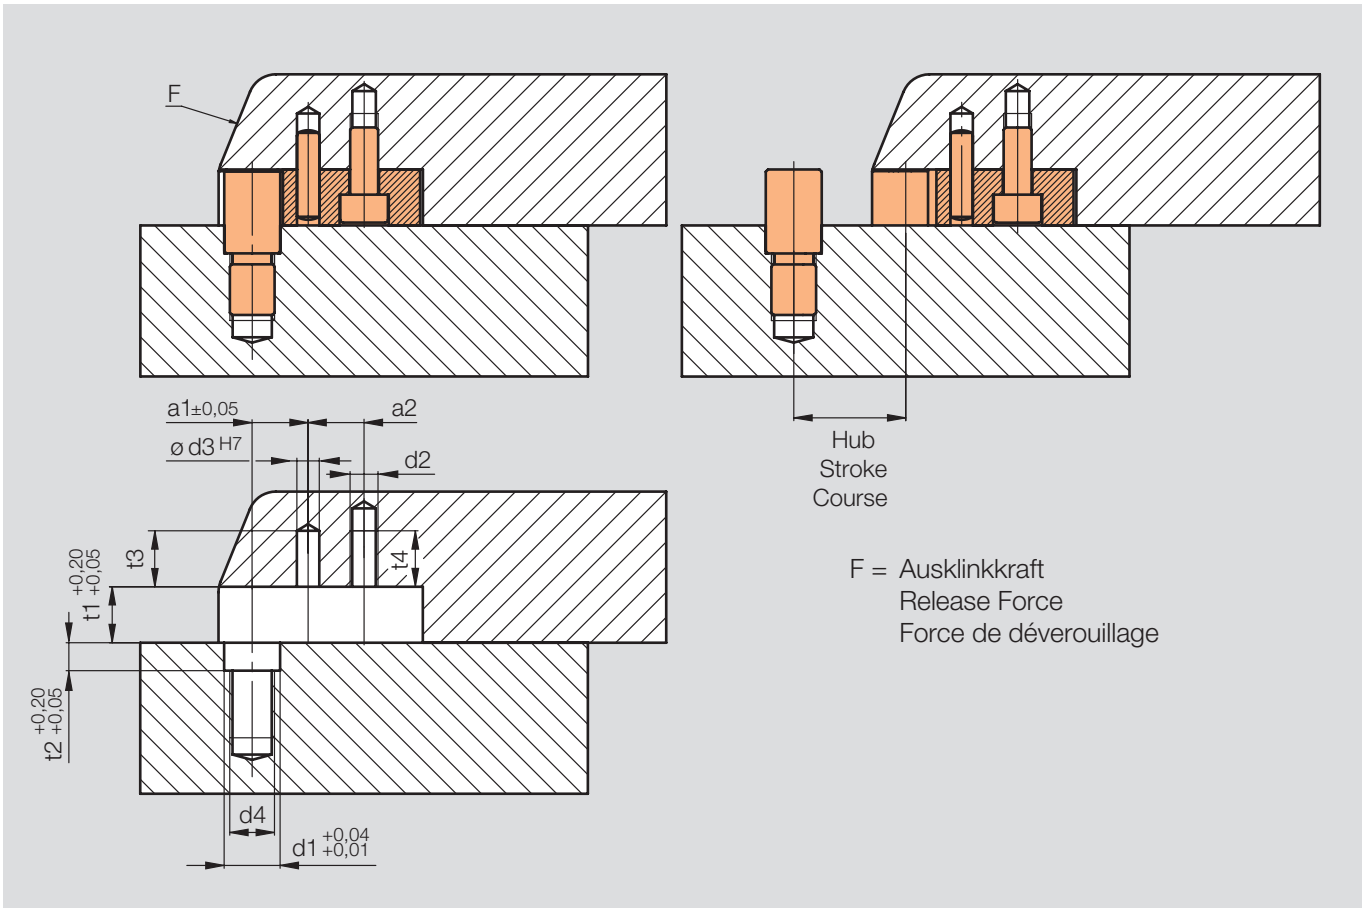 F
a1±0,05
a2
ø d3 H7
d2
Hub
Stroke
Course
t3
t4
t1 +0,20 +0,05
t2 +0,20 +0,05
F = Ausklinkkraft
Release Force
Force de déverouillage
d4
d1 +0,04 +0,01